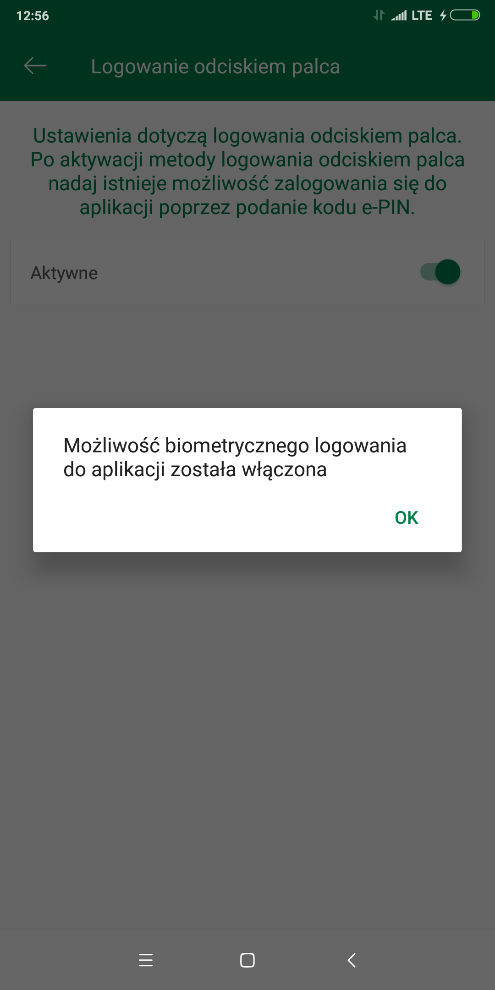 12:56
LTE
Logowanie odciskiem palca
Ustawienia dotyczą logowania odciskiem palca.
Po aktywacji metody logowania odciskiem palca
nadaj istnieje możliwość zalogowania się do
aplikacji poprzez podanie kodu e-PIN.
Aktywne
Możliwość biometrycznego logowania
do aplikacji została włączona
OK